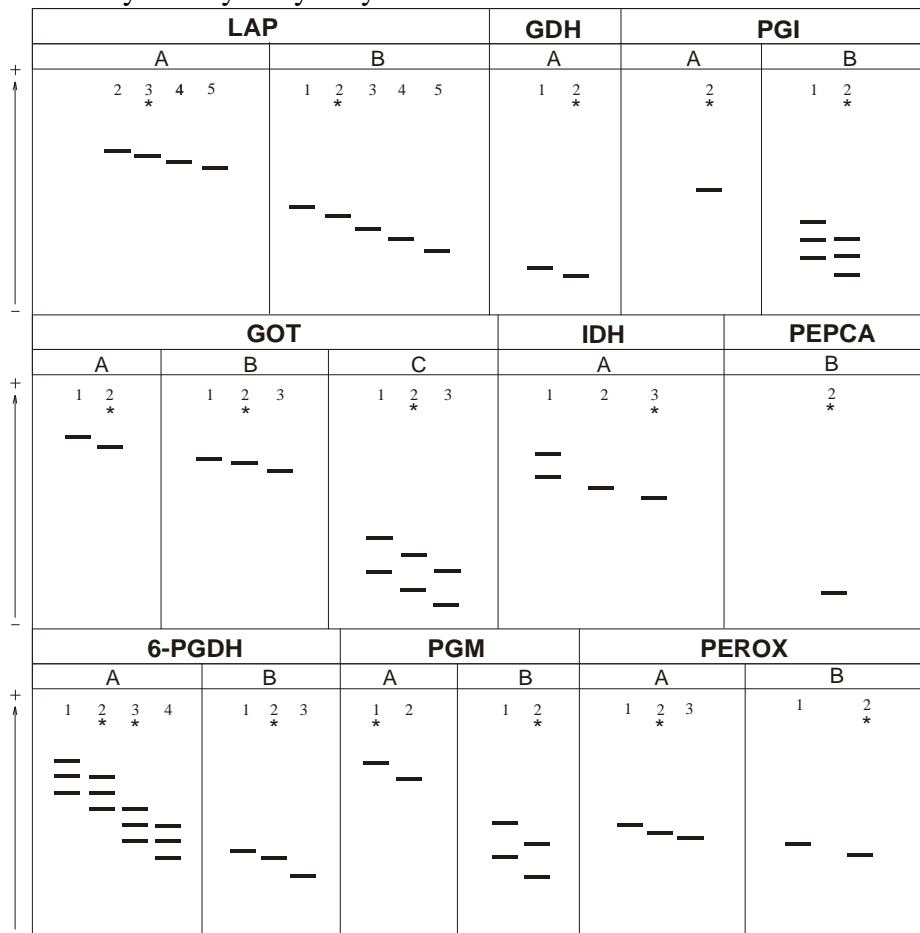 LAP GDH PGI
A B A A B
+
2 3 4 5 1 2 3 4 5 1 2 2 1 2
* * * * *
–
GOT IDH PEPCA
A B C A B
+
1 2 1 2 3 1 2 3 1 2 3 2
* * * * *
–
6-PGDH PGM PEROX
A B A B A B
+
1 2 3 4 1 2 3 1 2 1 2 1 2 3 1 2
* * * * * * *